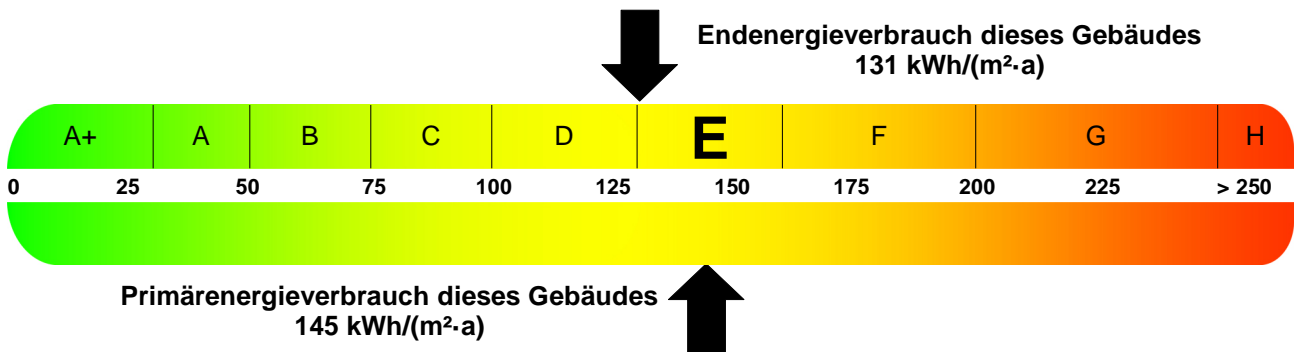 Endenergieverbrauch dieses Gebäudes
131 kWh/(m²·a)
A+ A B C D E F G H
0 25 50 75 100 125 150 175 200 225 > 250
Primärenergieverbrauch dieses Gebäudes
145 kWh/(m²·a)